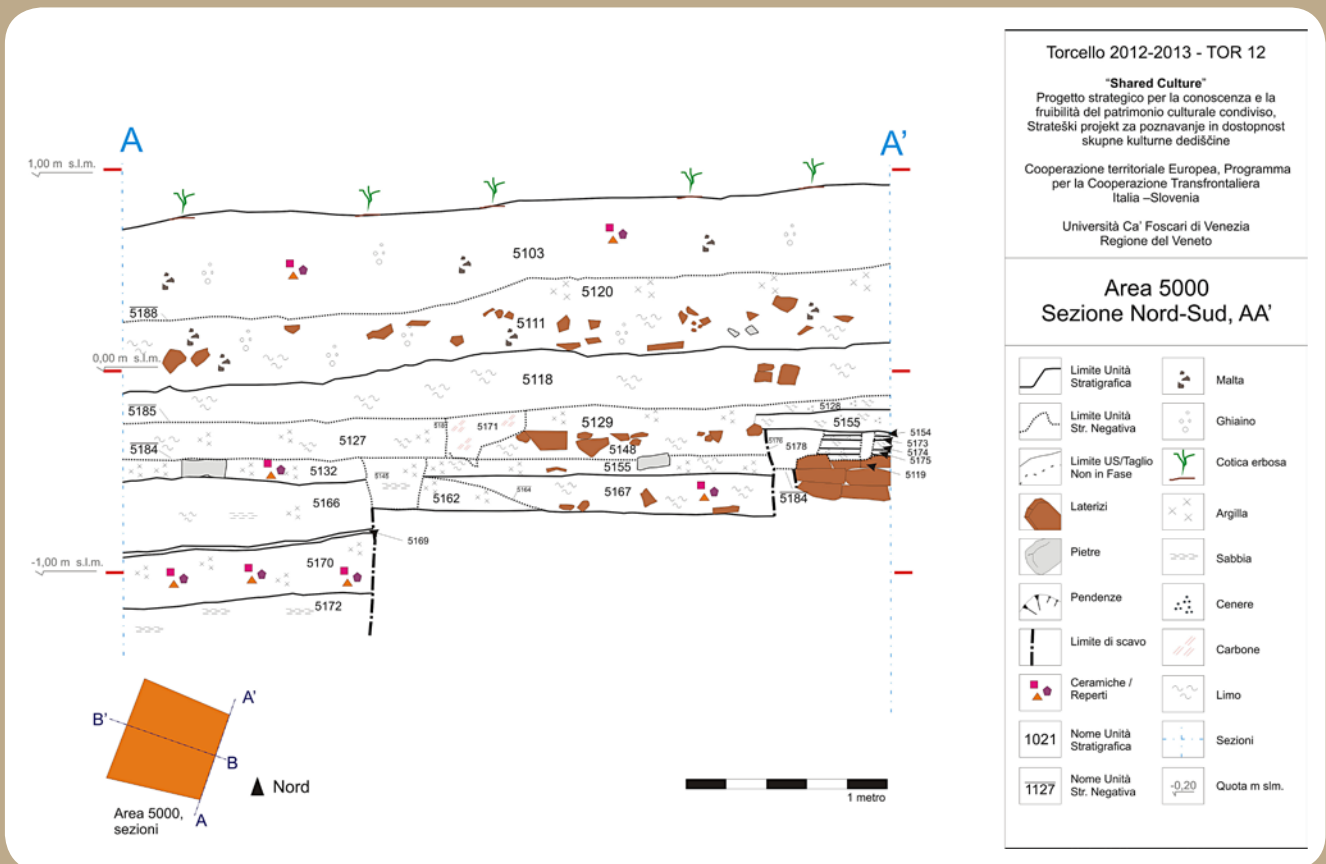 A
A'
1,00 m s.l.m.
5103
5120
5188
5111
0,00 m s.l.m.
5118
5185
5128
5129
5155
5171
5127
5184
5148
5176
5178
5154
5173
5174
5175
5119
5132
5155
5145
5162
5164
5167
5184
5166
5169
-1,00 m s.l.m.
5170
5172
A'
B'
B
A
Nord
Area 5000,
sezioni
1 metro
Torcello 2012-2013 - TOR 12
"Shared Culture"
Progetto strategico per la conoscenza e la
fruibilità del patrimonio culturale condiviso,
Strateški projekt za poznavanje in dostopnost
skupne kulturne dediščine
Cooperazione territoriale Europea, Programma
per la Cooperazione Transfrontaliera
Italia –Slovenia
Università Ca' Foscari di Venezia
Regione del Veneto
Area 5000
Sezione Nord-Sud, AA'
Limite Unità
Stratigrafica
Malta
Limite Unità
Str. Negativa
Ghiaino
Limite US/Taglio
Non in Fase
Cotica erbosa
Laterizi
Argilla
Pietre
Sabbia
Pendenze
Cenere
Limite di scavo
Carbone
Ceramiche /
Reperti
Limo
1021
Nome Unità
Stratigrafica
Sezioni
1127
Nome Unità
Str. Negativa
-0,20
Quota m slm.